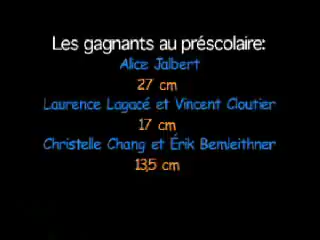 Les gagnants au préscolaire:
Alice Jalbert
27 cm
Laurence Lagacé et Vincent Cloutier
17 cm
Christelle Chang et Érik Bernleithner
13,5 cm